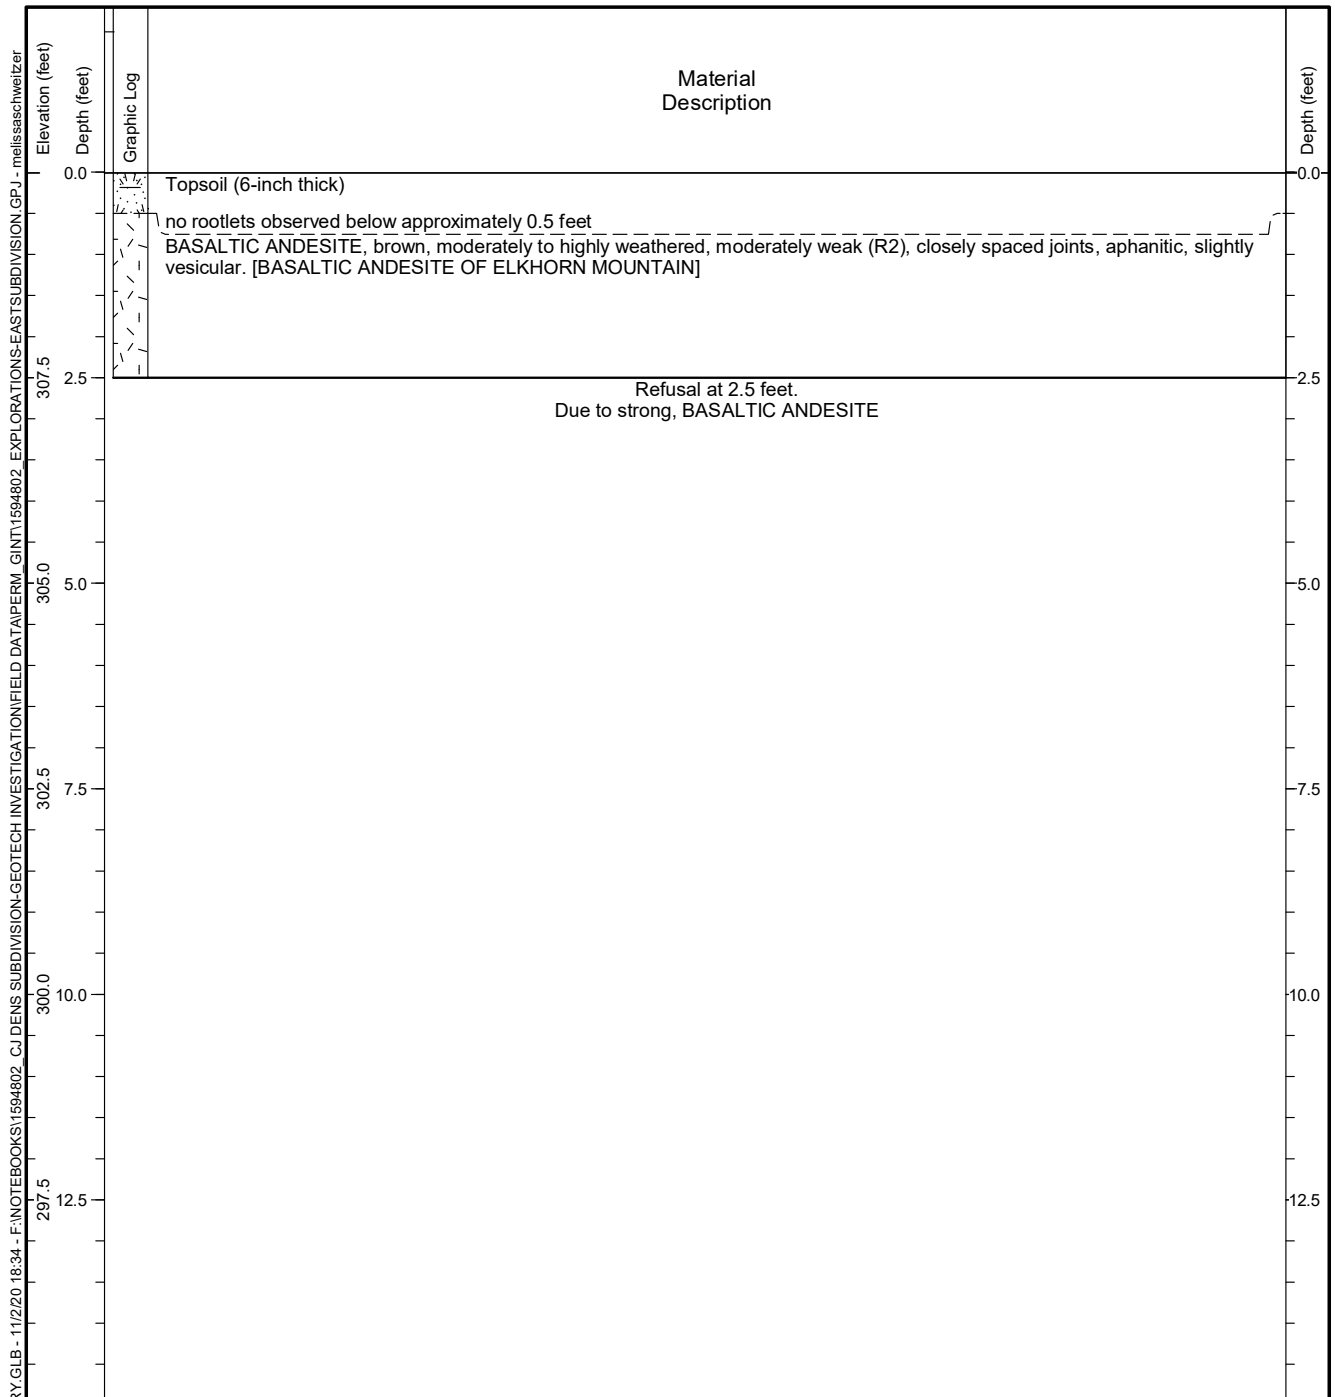 RY.GLB - 11/2/20 18:34 - F:\NOTEBOOKS\1594802_CJ DENS SUBDIVISION-GEOTECH INVESTIGATION\FIELD DATA\PERM_GINT\1594802_EXPLORATIONS-EASTSUBDIVISION.GPJ - melissaschweitzer
Elevation (feet)
Depth (feet)
Graphic Log
Material
Description
Depth (feet)
0.0
0.0
Topsoil (6-inch thick)
no rootlets observed below approximately 0.5 feet
BASALTIC ANDESITE, brown, moderately to highly weathered, moderately weak (R2), closely spaced joints, aphanitic, slightly
vesicular. [BASALTIC ANDESITE OF ELKHORN MOUNTAIN]
307.5
2.5
2.5
Refusal at 2.5 feet.
Due to strong, BASALTIC ANDESITE
305.0
5.0
5.0
302.5
7.5
7.5
300.0
10.0
10.0
297.5
12.5
12.5